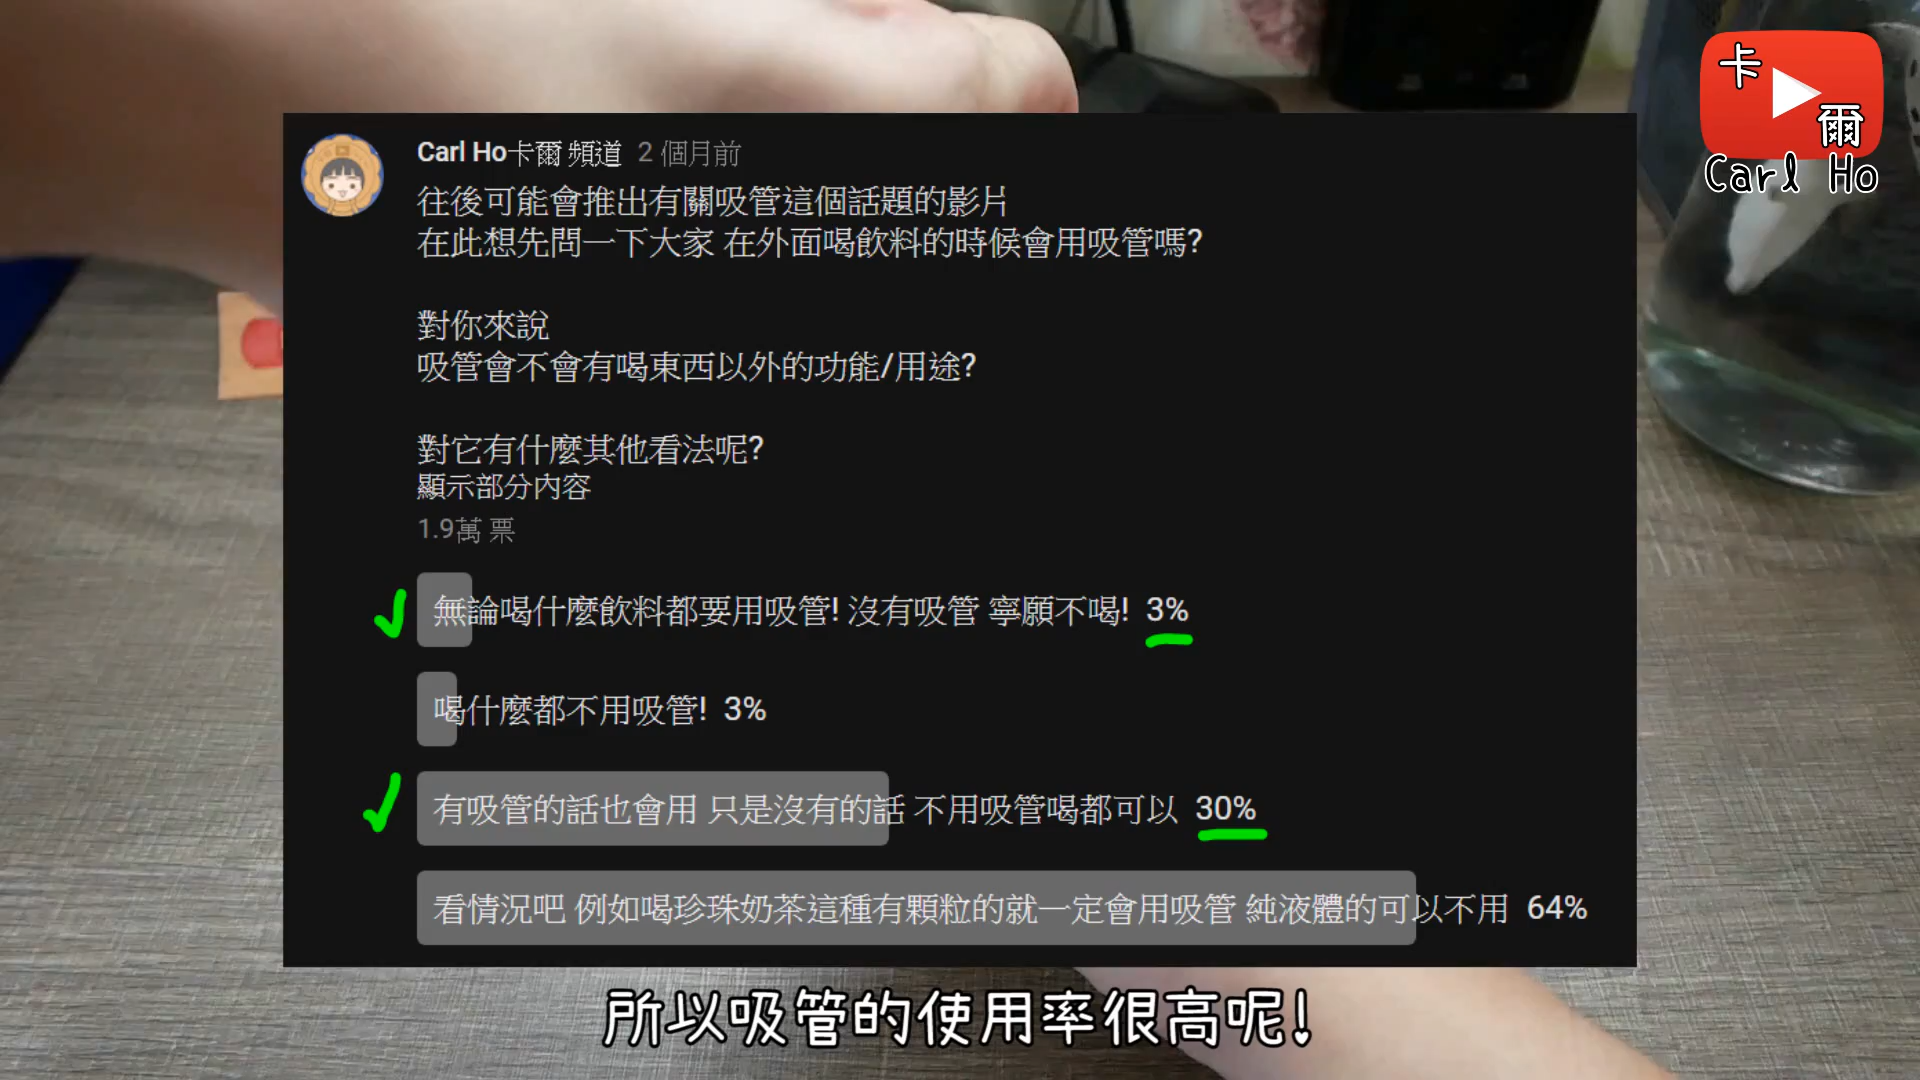 卡
爾
Carl Ho
Carl Ho卡爾 頻道 2 個月前
往後可能會推出有關吸管這個話題的影片
在此想先問一下大家 在外面喝飲料的時候會用吸管嗎?
對你來說
吸管會不會有喝東西以外的功能/用途?
對它有什麼其他看法呢?
顯示部分內容
1.9萬 票
無論喝什麼飲料都要用吸管! 沒有吸管 寧願不喝! 3%
喝什麼都不用吸管! 3%
有吸管的話也會用 只是沒有的話 不用吸管喝都可以 30%
看情況吧 例如喝珍珠奶茶這種有顆粒的就一定會用吸管 純液體的可以不用 64%
所以吸管的使用率很高呢!